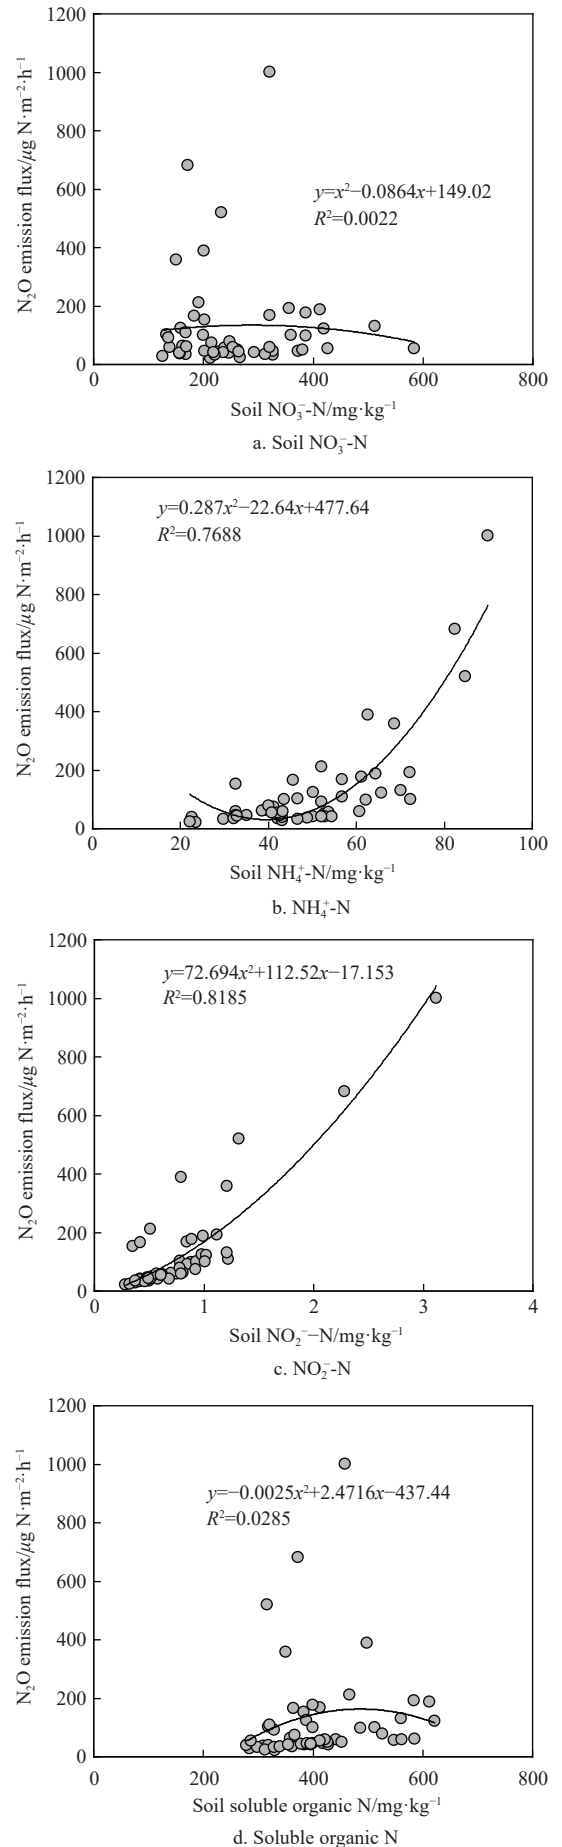 1200
1000
800
600
400
200
0
N₂O emission flux/μg N·m⁻²·h⁻¹
y=x²−0.0864x+149.02
R²=0.0022
0 200 400 600 800
Soil NO₃⁻-N/mg·kg⁻¹
a. Soil NO₃⁻-N
1200
1000
800
600
400
200
0
N₂O emission flux/μg N·m⁻²·h⁻¹
y=0.287x²−22.64x+477.64
R²=0.7688
0 20 40 60 80 100
Soil NH₄⁺-N/mg·kg⁻¹
b. NH₄⁺-N
1200
1000
800
600
400
200
0
N₂O emission flux/μg N·m⁻²·h⁻¹
y=72.694x²+112.52x−17.153
R²=0.8185
0 1 2 3 4
Soil NO₂⁻−N/mg·kg⁻¹
c. NO₂⁻-N
1200
1000
800
600
400
200
0
N₂O emission flux/μg N·m⁻²·h⁻¹
y=−0.0025x²+2.4716x−437.44
R²=0.0285
0 200 400 600 800
Soil soluble organic N/mg·kg⁻¹
d. Soluble organic N